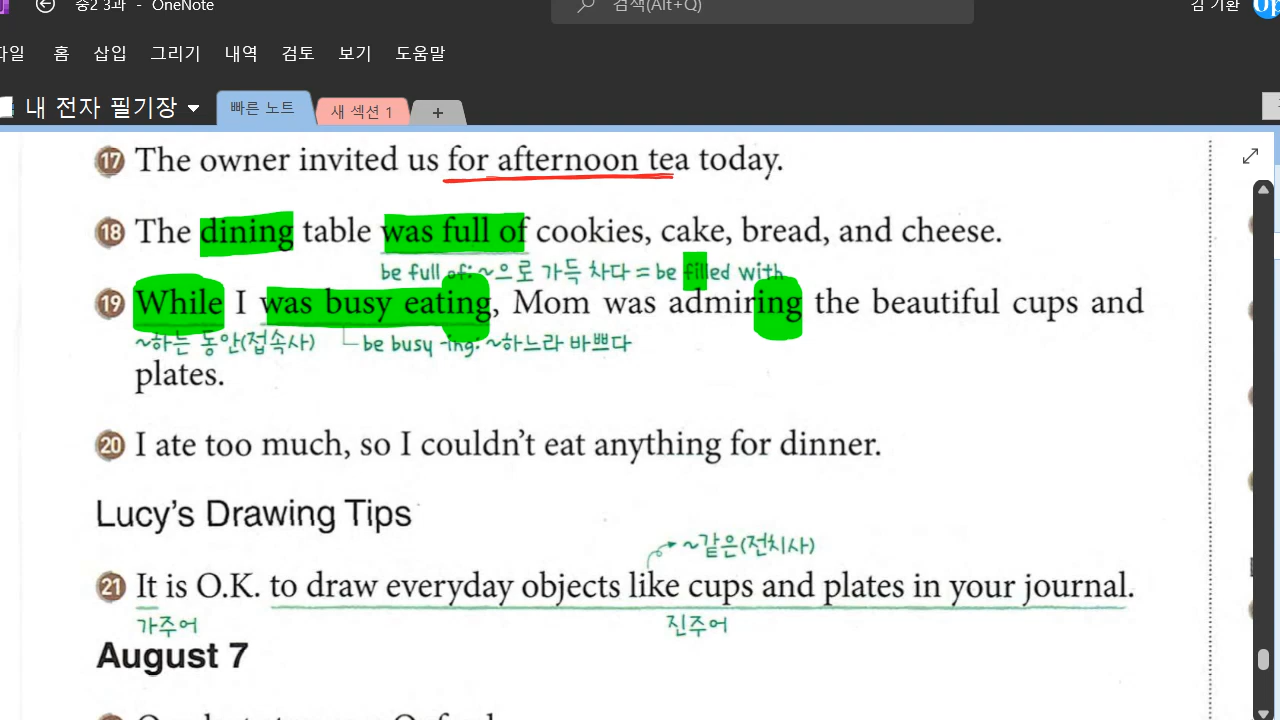 중2 3과 - OneNote
검색(Alt+Q)
김 기환
파일 홈 삽입 그리기 내역 검토 보기 도움말
내 전자 필기장 빠른 노트 새 섹션 1 +
17 The owner invited us for afternoon tea today.
18 The dining table was full of cookies, cake, bread, and cheese.
be full of: ~으로 가득 차다 = be filled with
19 While I was busy eating, Mom was admiring the beautiful cups and
~하는 동안(접속사) be busy -ing: ~하느라 바쁘다
plates.
20 I ate too much, so I couldn't eat anything for dinner.
Lucy's Drawing Tips
~같은(전치사)
21 It is O.K. to draw everyday objects like cups and plates in your journal.
가주어 진주어
August 7